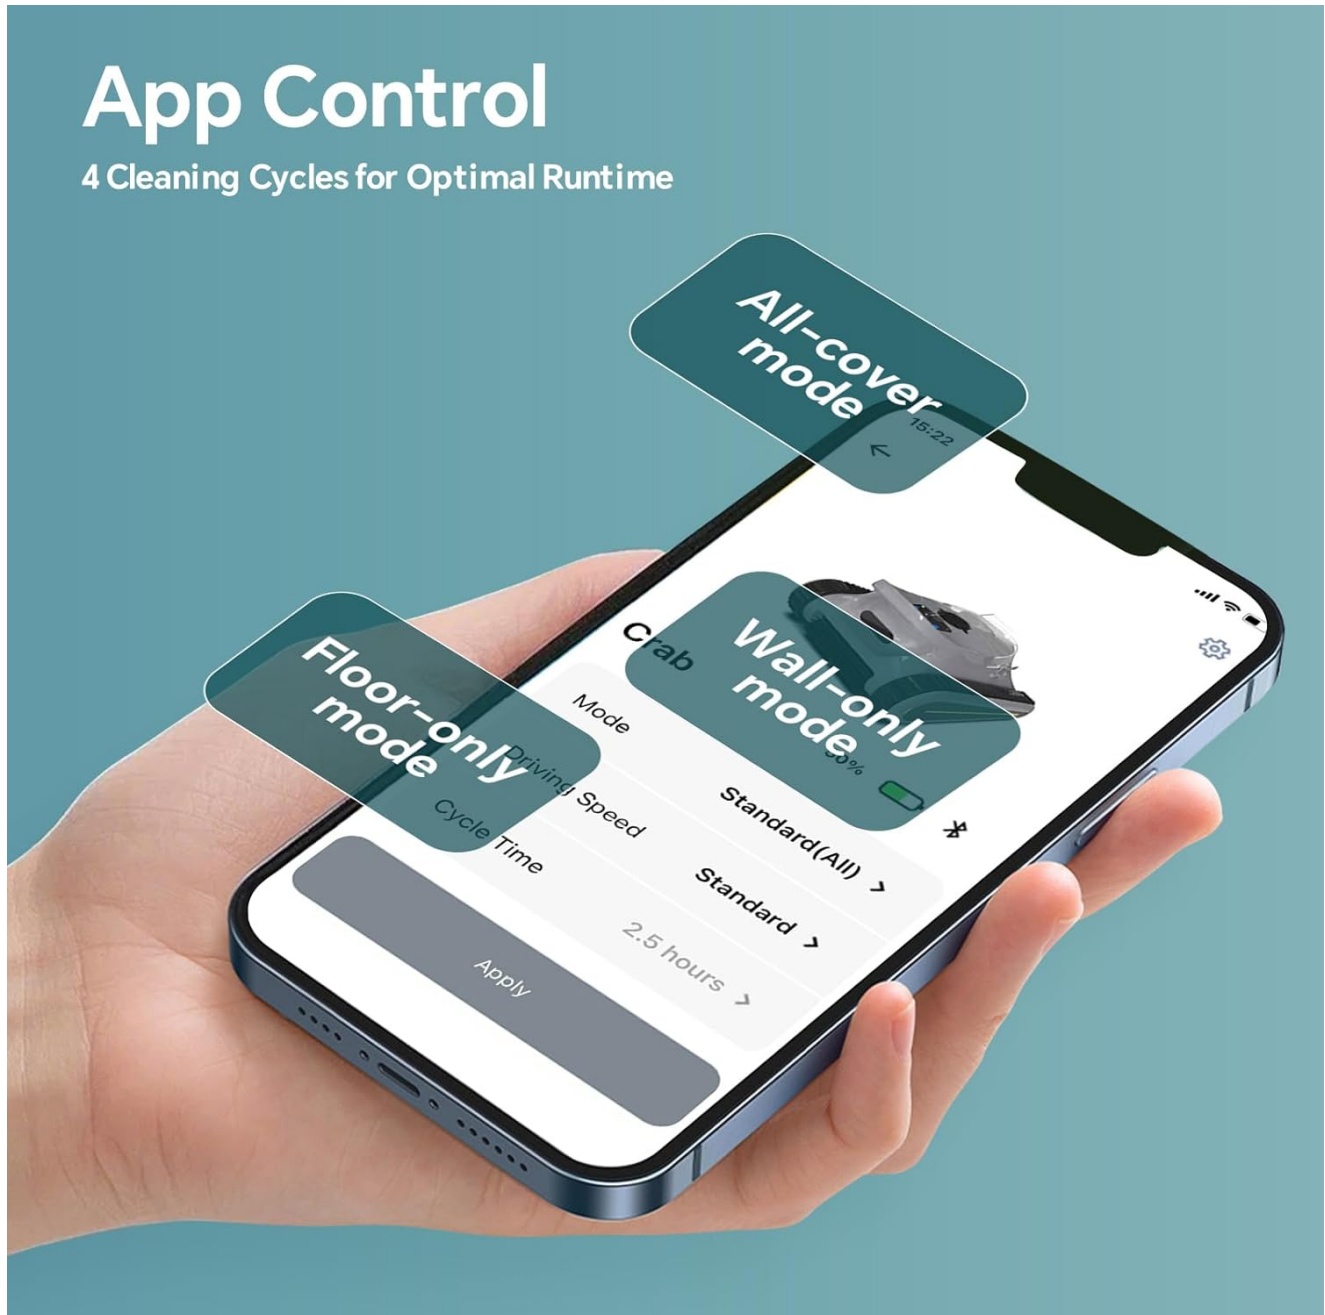 App Control
4 Cleaning Cycles for Optimal Runtime
All-cover
mode
15:22
Wall-only
mode
Crab
Floor-only
mode
Mode
Standard(All)
Driving Speed
Standard
Cycle Time
2.5 hours
Apply